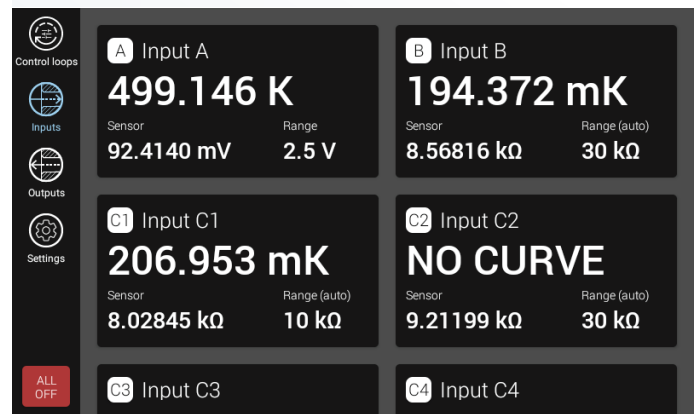 Control loops
Inputs
Outputs
Settings
ALL
OFF
A Input A
499.146 K
Sensor Range
92.4140 mV 2.5 V
B Input B
194.372 mK
Sensor Range (auto)
8.56816 kΩ 30 kΩ
C1 Input C1
206.953 mK
Sensor Range (auto)
8.02845 kΩ 10 kΩ
C2 Input C2
NO CURVE
Sensor Range (auto)
9.21199 kΩ 30 kΩ
C3 Input C3
C4 Input C4